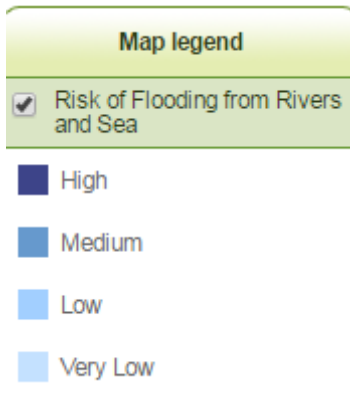 Map legend
Risk of Flooding from Rivers
and Sea
High
Medium
Low
Very Low